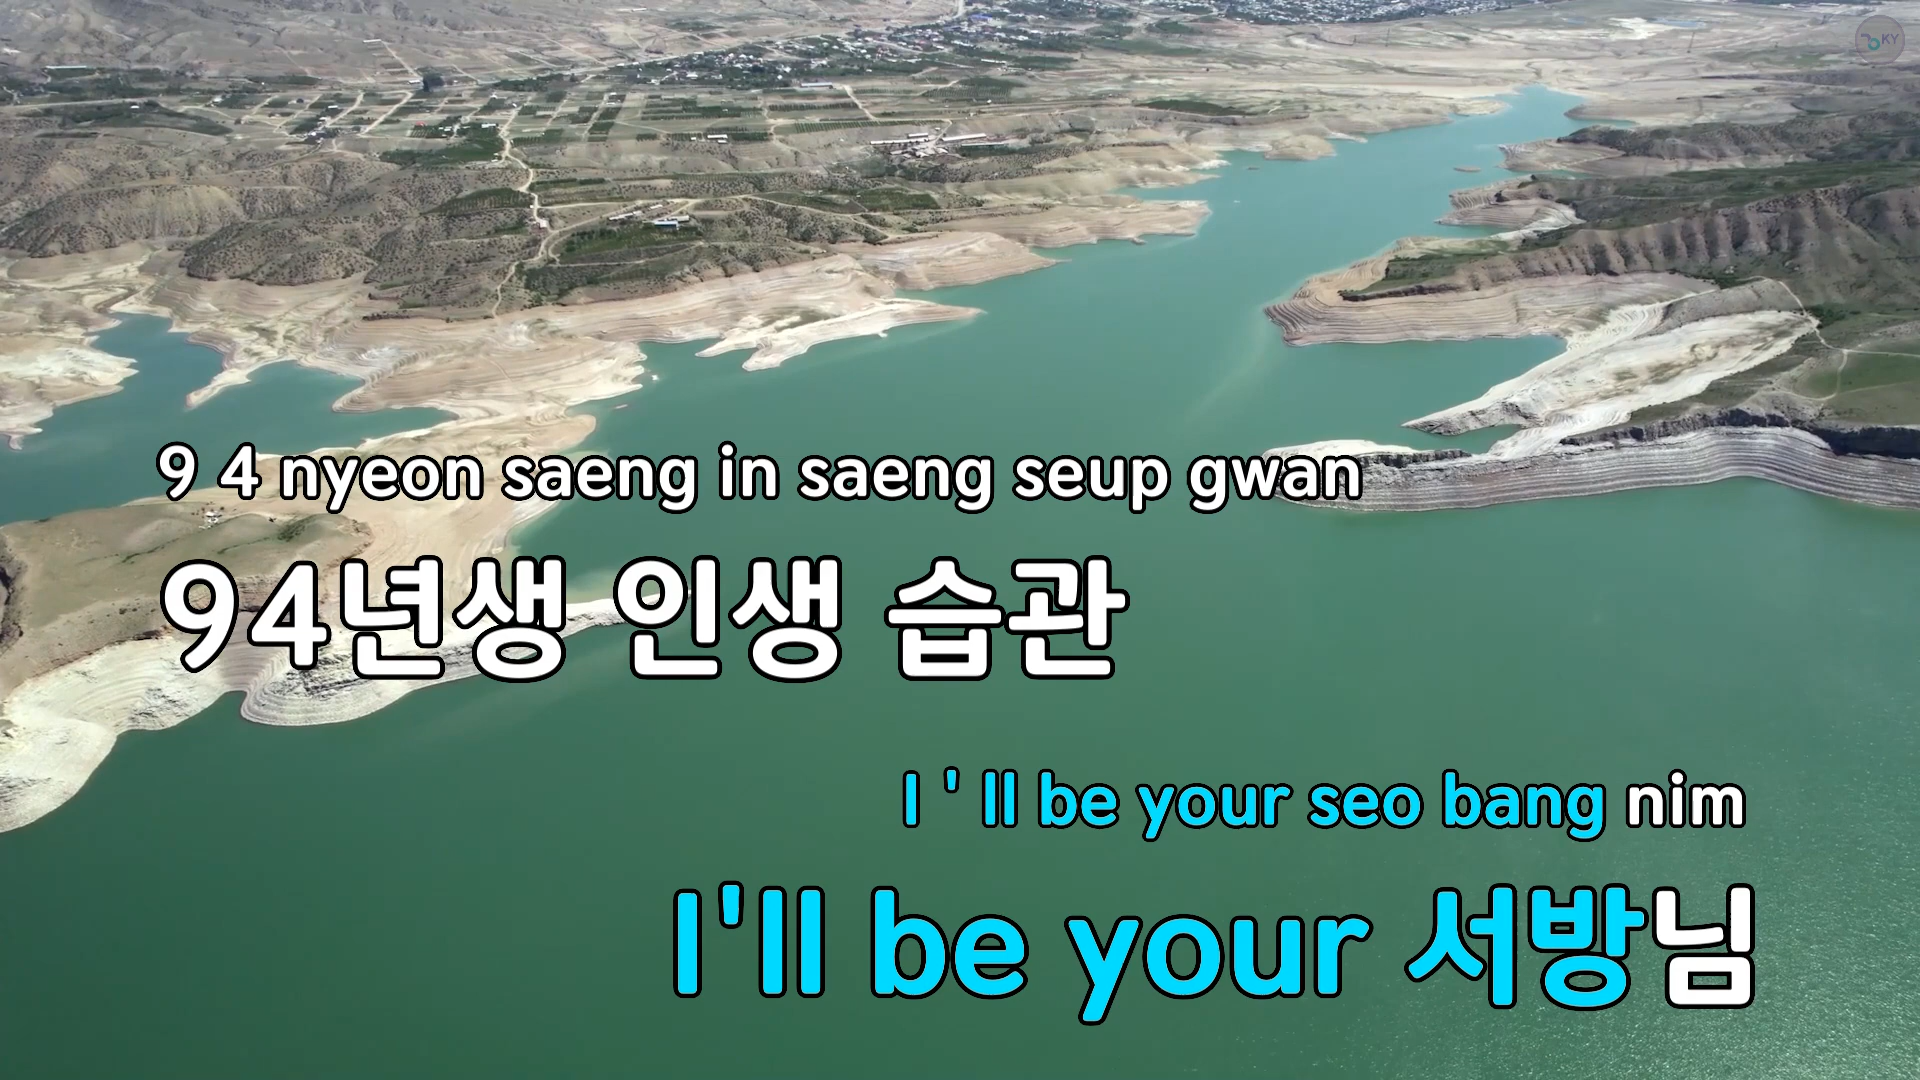 KY
9 4 nyeon saeng in saeng seup gwan
94년생 인생 습관
I ' ll be your seo bang nim
I'll be your 서방님